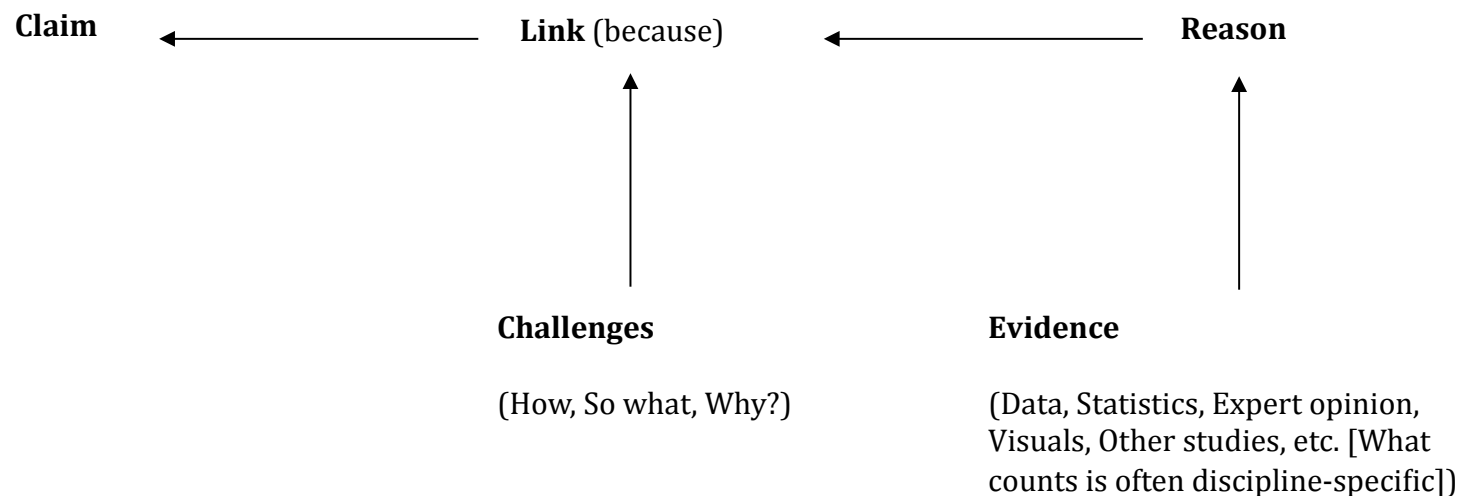 Claim
Link (because)
Reason
Challenges
(How, So what, Why?)
Evidence
(Data, Statistics, Expert opinion,
Visuals, Other studies, etc. [What
counts is often discipline-specific])